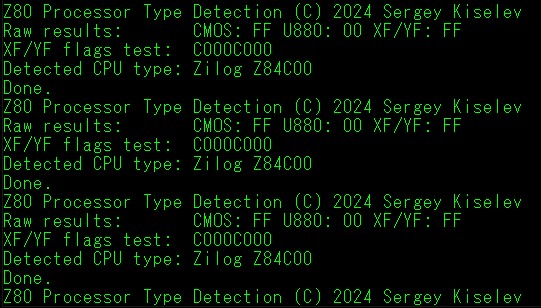 Z80 Processor Type Detection (C) 2024 Sergey Kiselev
Raw results:       CMOS: FF U880: 00 XF/YF: FF
XF/YF flags test:  C000C000
Detected CPU type: Zilog Z84C00
Done.
Z80 Processor Type Detection (C) 2024 Sergey Kiselev
Raw results:       CMOS: FF U880: 00 XF/YF: FF
XF/YF flags test:  C000C000
Detected CPU type: Zilog Z84C00
Done.
Z80 Processor Type Detection (C) 2024 Sergey Kiselev
Raw results:       CMOS: FF U880: 00 XF/YF: FF
XF/YF flags test:  C000C000
Detected CPU type: Zilog Z84C00
Done.
Z80 Processor Type Detection (C) 2024 Sergey Kiselev